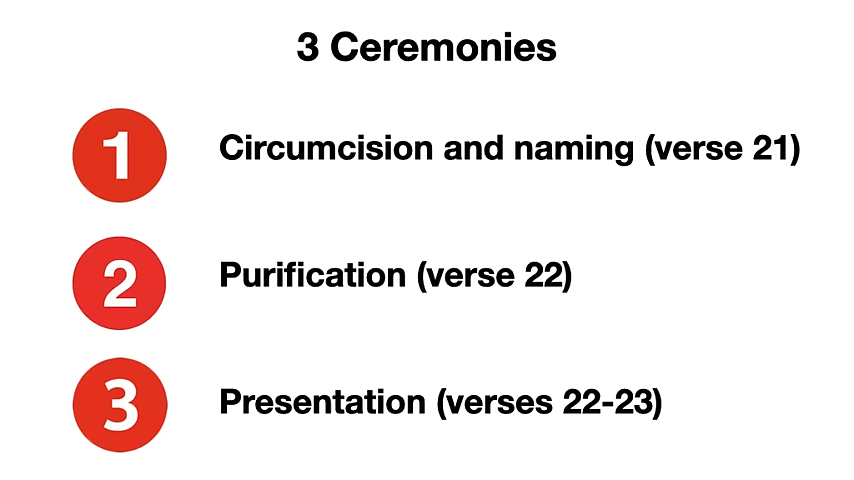 3 Ceremonies
1 Circumcision and naming (verse 21)
2 Purification (verse 22)
3 Presentation (verses 22-23)